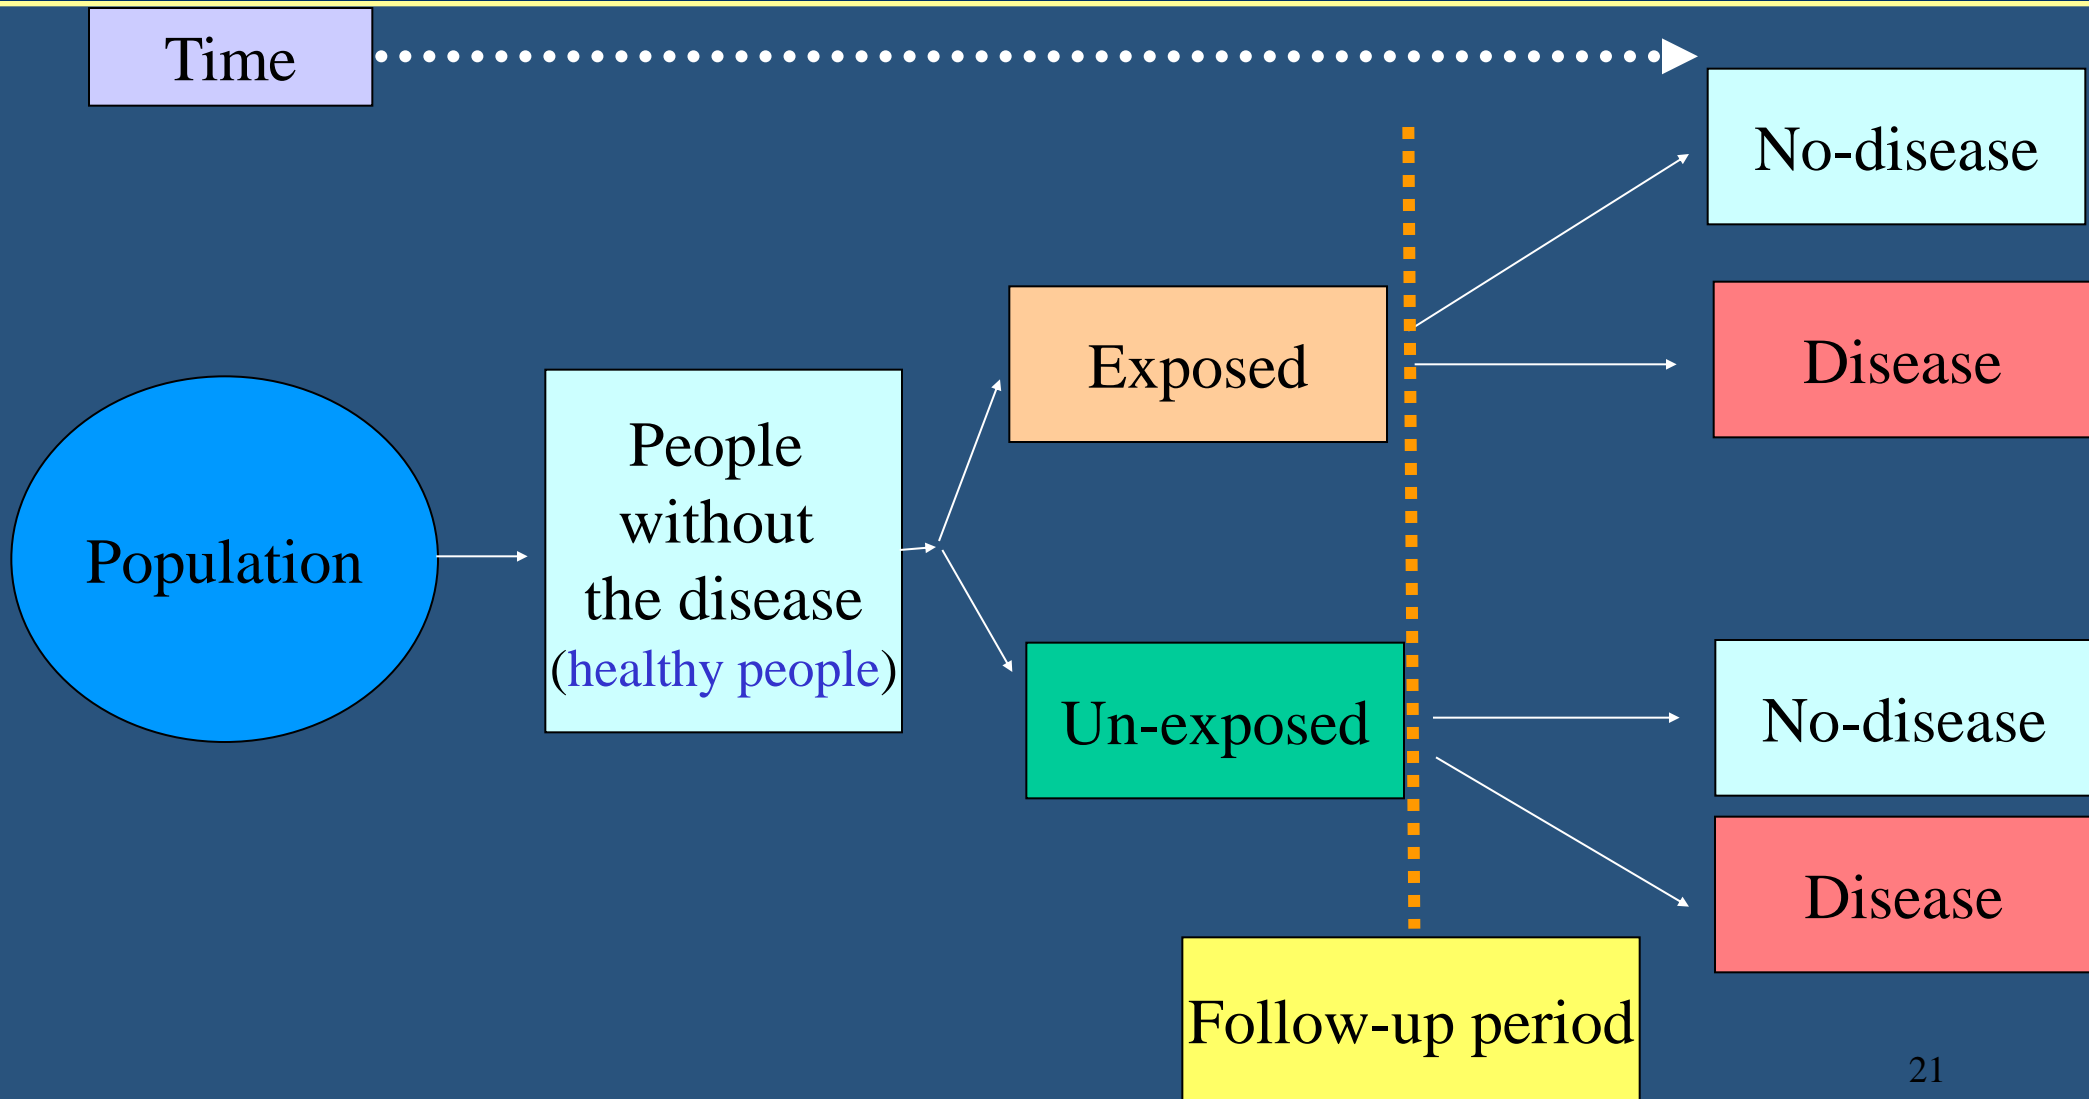 Time
No-disease
Exposed
Disease
Population
People
without
the disease
(healthy people)
Un-exposed
No-disease
Disease
Follow-up period
21